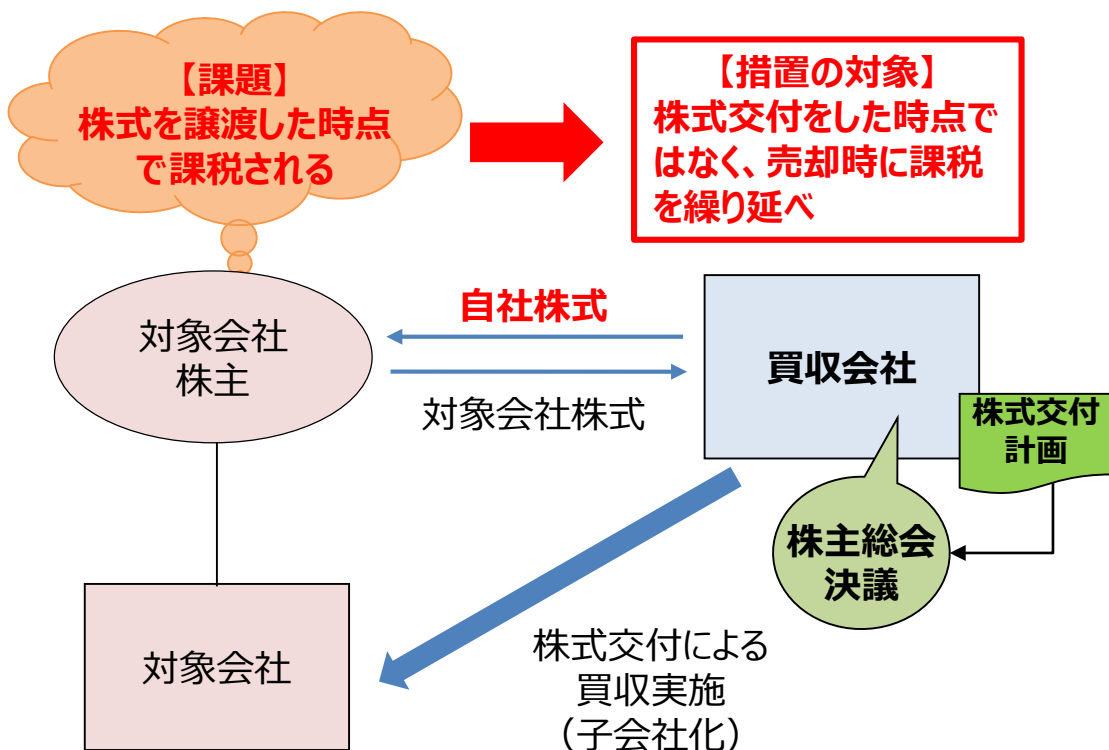 【課題】
株式を譲渡した時点
で課税される
【措置の対象】
株式交付をした時点で
はなく、売却時に課税
を繰り延べ
自社株式
対象会社
株主
買収会社
対象会社株式
株式交付
計画
株主総会
決議
対象会社
株式交付による
買収実施
（子会社化）